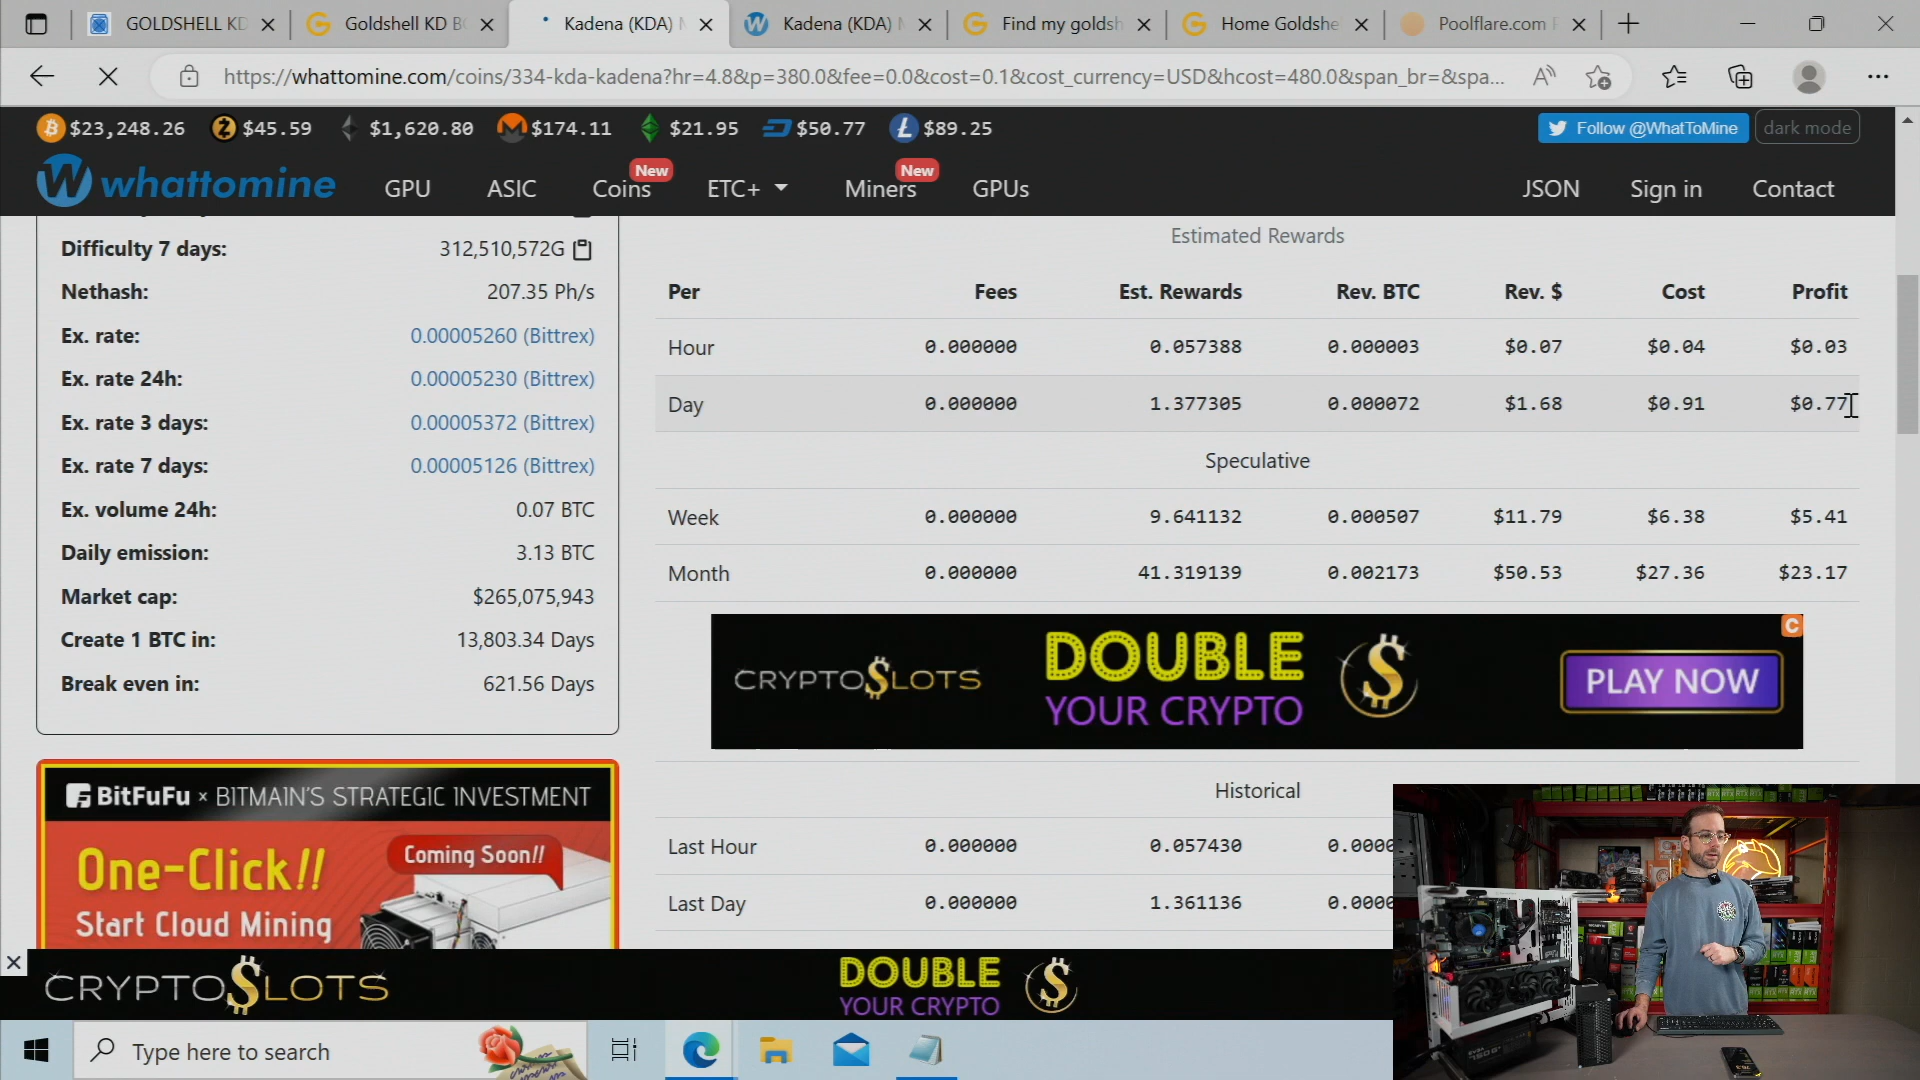 GOLDSHELL KD
Goldshell KD B
Kadena (KDA)
Kadena (KDA)
Find my goldsh
Home Goldshe
Poolflare.com
https://whattomine.com/coins/334-kda-kadena?hr=4.8&p=380.0&fee=0.0&cost=0.1&cost_currency=USD&hcost=480.0&span_br=&spa...
$23,248.26 $45.59 $1,620.80 $174.11 $21.95 $50.77 $89.25
Follow @WhatToMine dark mode
whattomine GPU ASIC Coins New ETC+ Miners New GPUs JSON Sign in Contact
Difficulty 7 days: 312,510,572G
Nethash: 207.35 Ph/s
Ex. rate: 0.00005260 (Bittrex)
Ex. rate 24h: 0.00005230 (Bittrex)
Ex. rate 3 days: 0.00005372 (Bittrex)
Ex. rate 7 days: 0.00005126 (Bittrex)
Ex. volume 24h: 0.07 BTC
Daily emission: 3.13 BTC
Market cap: $265,075,943
Create 1 BTC in: 13,803.34 Days
Break even in: 621.56 Days
Estimated Rewards
Per Fees Est. Rewards Rev. BTC Rev. $ Cost Profit
Hour 0.000000 0.057388 0.000003 $0.07 $0.04 $0.03
Day 0.000000 1.377305 0.000072 $1.68 $0.91 $0.77
Speculative
Week 0.000000 9.641132 0.000507 $11.79 $6.38 $5.41
Month 0.000000 41.319139 0.002173 $50.53 $27.36 $23.17
CRYPTO$LOTS
DOUBLE
YOUR CRYPTO
PLAY NOW
Historical
Last Hour 0.000000 0.057430 0.0000
Last Day 0.000000 1.361136 0.0000
BitFuFu × BITMAIN'S STRATEGIC INVESTMENT
One-Click!!
Coming Soon!!
Start Cloud Mining
CRYPTO$LOTS
DOUBLE
YOUR CRYPTO
Type here to search